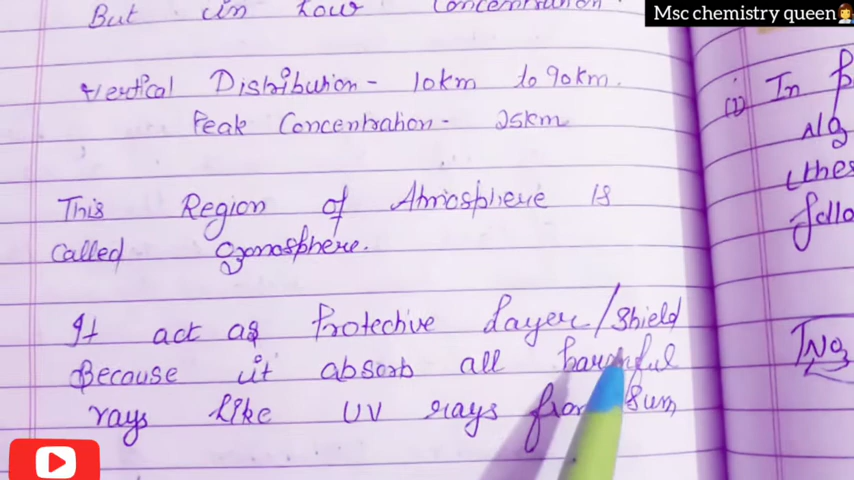 But in Low Concentration.
Msc chemistry queen
Vertical Distribution - 10km to 90km.
Peak Concentration - 25km
This Region of Atmosphere is
called ozonosphere.
It act as Protective Layer/shield
Because it absorb all harmful
rays like UV rays from Sun
(i) In